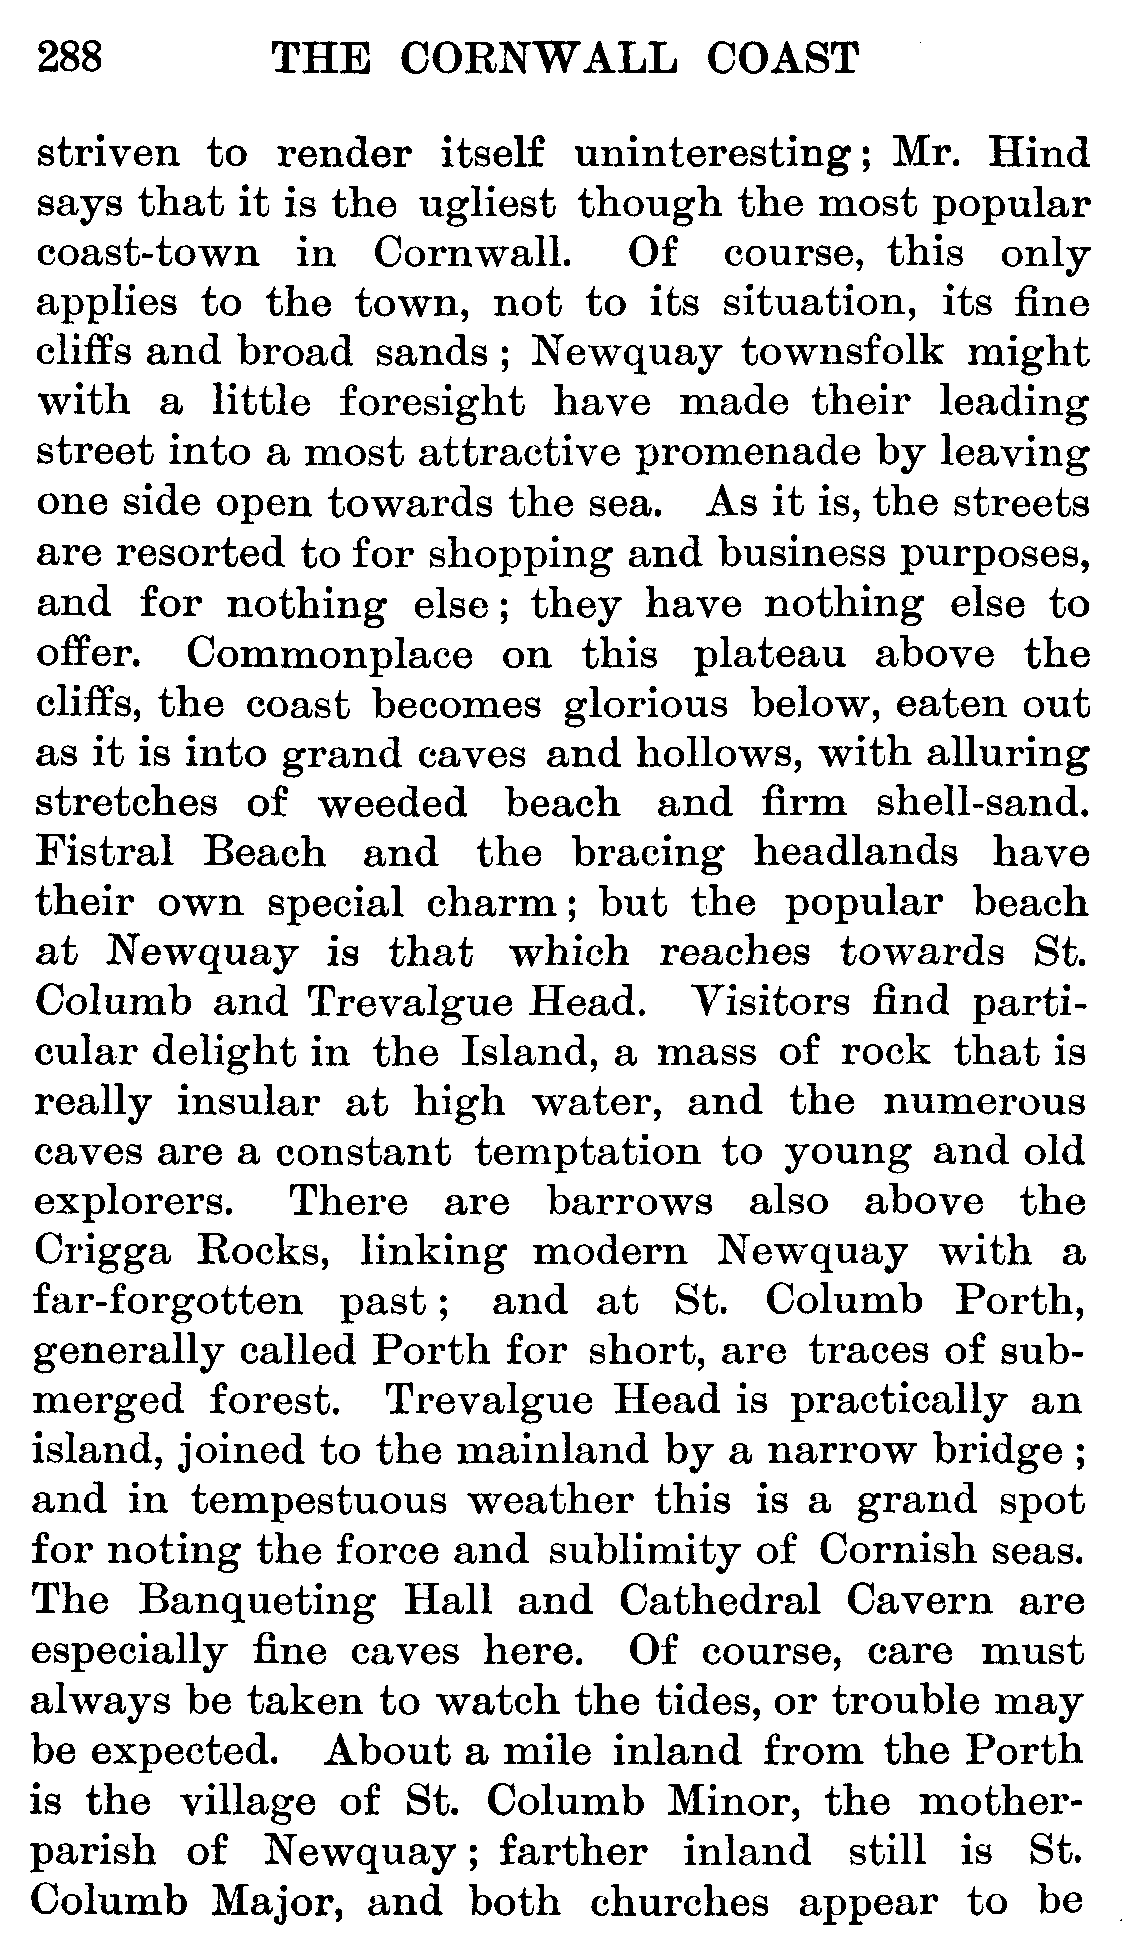 288 THE CORNWALL COAST
striven to render itself uninteresting; Mr. Hind
says that it is the ugliest though the most popular
coast-town in Cornwall. Of course, this only
applies to the town, not to its situation, its fine
cliffs and broad sands; Newquay townsfolk might
with a little foresight have made their leading
street into a most attractive promenade by leaving
one side open towards the sea. As it is, the streets
are resorted to for shopping and business purposes,
and for nothing else; they have nothing else to
offer. Commonplace on this plateau above the
cliffs, the coast becomes glorious below, eaten out
as it is into grand caves and hollows, with alluring
stretches of weeded beach and firm shell-sand.
Fistral Beach and the bracing headlands have
their own special charm; but the popular beach
at Newquay is that which reaches towards St.
Columb and Trevalgue Head. Visitors find parti-
cular delight in the Island, a mass of rock that is
really insular at high water, and the numerous
caves are a constant temptation to young and old
explorers. There are barrows also above the
Crigga Rocks, linking modern Newquay with a
far-forgotten past; and at St. Columb Porth,
generally called Porth for short, are traces of sub-
merged forest. Trevalgue Head is practically an
island, joined to the mainland by a narrow bridge;
and in tempestuous weather this is a grand spot
for noting the force and sublimity of Cornish seas.
The Banqueting Hall and Cathedral Cavern are
especially fine caves here. Of course, care must
always be taken to watch the tides, or trouble may
be expected. About a mile inland from the Porth
is the village of St. Columb Minor, the mother-
parish of Newquay; farther inland still is St.
Columb Major, and both churches appear to be